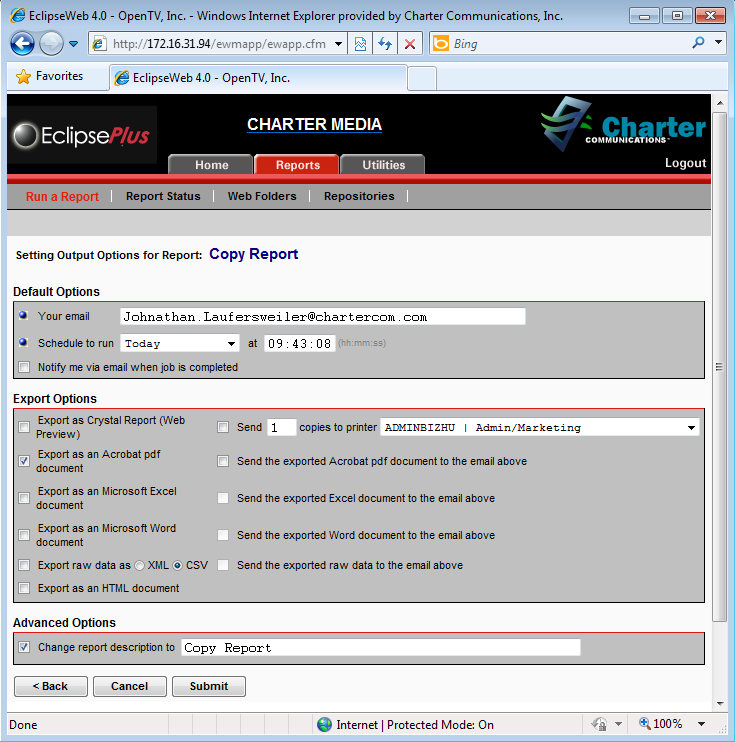 EclipseWeb 4.0 - OpenTV, Inc. - Windows Internet Explorer provided by Charter Communications, Inc.
http://172.16.31.94/ewmapp/ewapp.cfm
Bing
Favorites
EclipseWeb 4.0 - OpenTV, Inc.
EclipsePlus
CHARTER MEDIA
Charter
COMMUNICATIONS
Home Reports Utilities
Logout
Run a Report Report Status Web Folders Repositories
Setting Output Options for Report: Copy Report
Default Options
Your email Johnathan.Laufersweiler@chartercom.com
Schedule to run Today at 09:43:08 (hh:mm:ss)
Notify me via email when job is completed
Export Options
Export as Crystal Report (Web
Preview)
Send 1 copies to printer ADMINBIZHU | Admin/Marketing
Export as an Acrobat pdf
document
Send the exported Acrobat pdf document to the email above
Export as an Microsoft Excel
document
Send the exported Excel document to the email above
Export as an Microsoft Word
document
Send the exported Word document to the email above
Export raw data as XML CSV Send the exported raw data to the email above
Export as an HTML document
Advanced Options
Change report description to Copy Report
< Back Cancel Submit
Done Internet | Protected Mode: On 100%